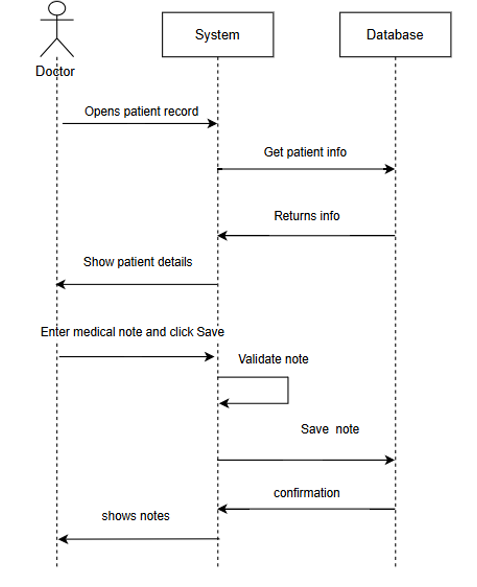 System
Database
Doctor
Opens patient record
Get patient info
Returns info
Show patient details
Enter medical note and click Save
Validate note
Save note
confirmation
shows notes